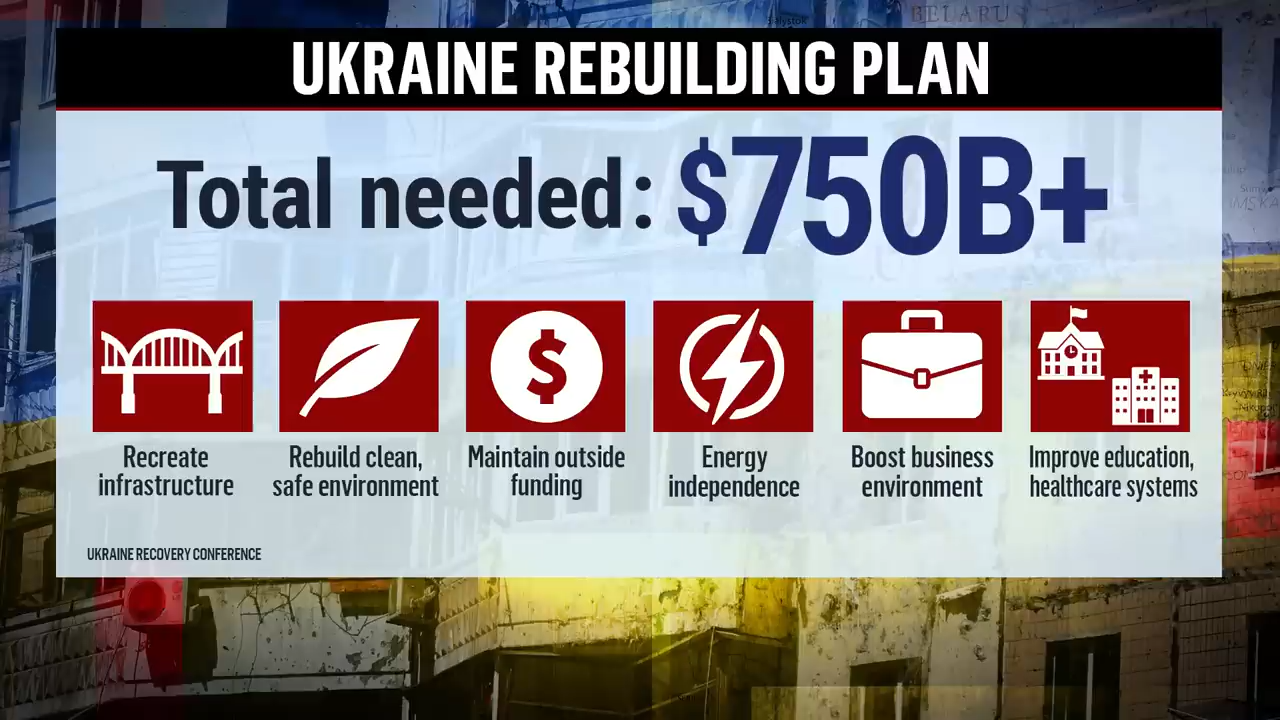 BELARUS
UKRAINE REBUILDING PLAN
Total needed: $750B+
Recreate
infrastructure
Rebuild clean,
safe environment
Maintain outside
funding
Energy
independence
Boost business
environment
Improve education,
healthcare systems
UKRAINE RECOVERY CONFERENCE